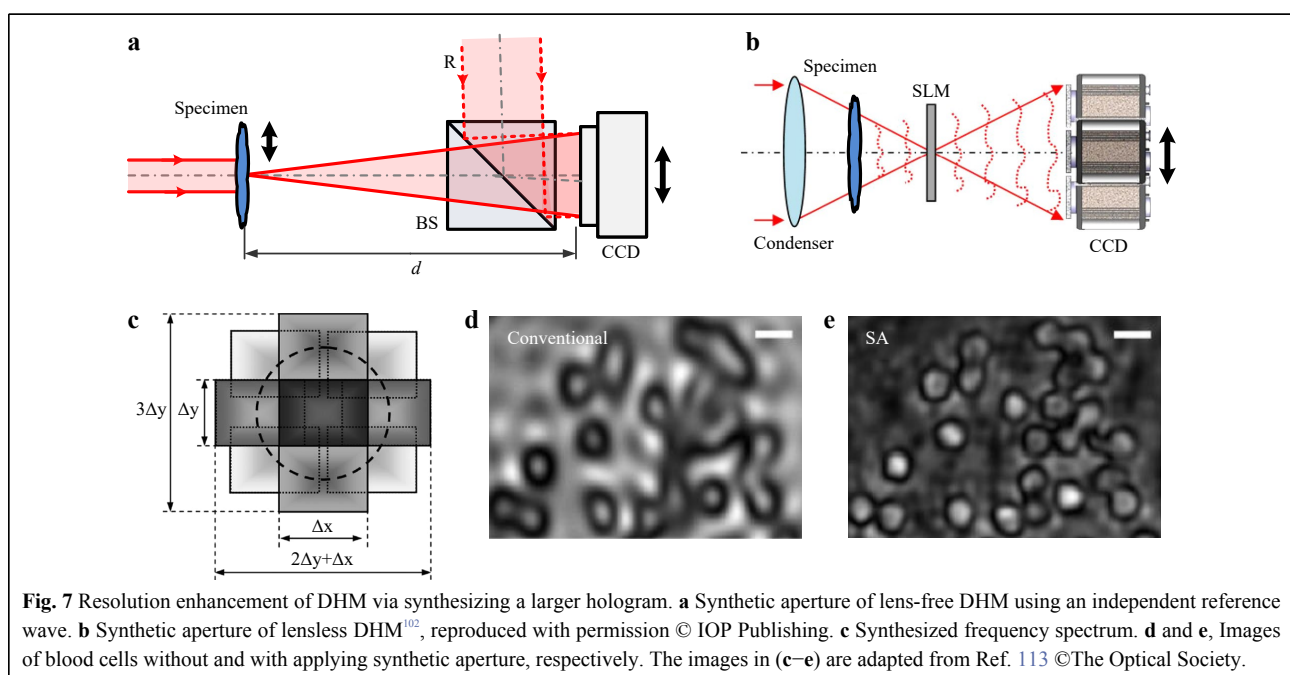 a
b
R
Specimen
BS
CCD
d
Specimen
SLM
Condenser
CCD
c
d
e
3Δy
Δy
Δx
2Δy+Δx
Conventional
SA
Fig. 7 Resolution enhancement of DHM via synthesizing a larger hologram. a Synthetic aperture of lens-free DHM using an independent reference
wave. b Synthetic aperture of lensless DHM102, reproduced with permission © IOP Publishing. c Synthesized frequency spectrum. d and e, Images
of blood cells without and with applying synthetic aperture, respectively. The images in (c−e) are adapted from Ref. 113 ©The Optical Society.